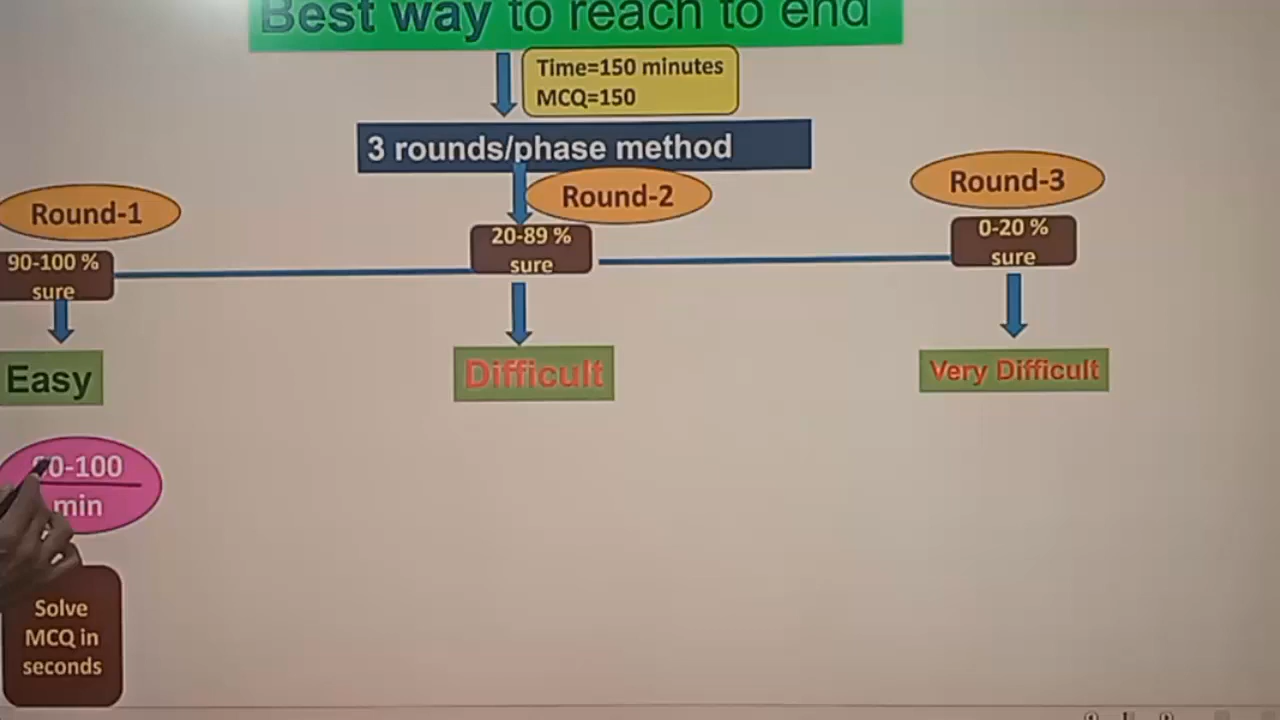 Best way to reach to end
Time=150 minutes
MCQ=150
3 rounds/phase method
Round-1
Round-2
Round-3
90-100 %
sure
20-89 %
sure
0-20 %
sure
Easy
Difficult
Very Difficult
0-100
min
Solve
MCQ in
seconds